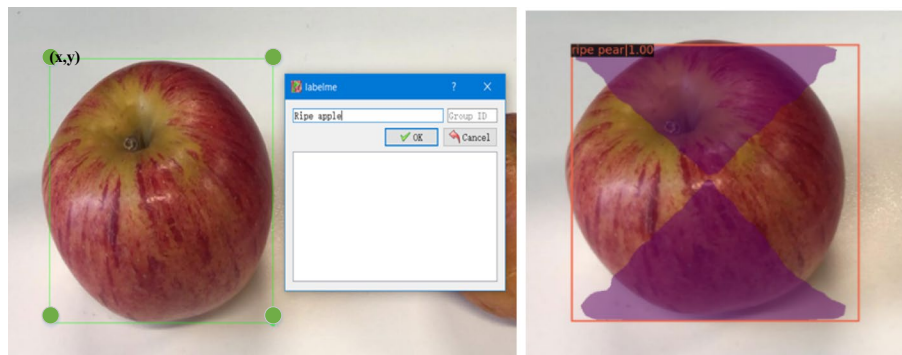 (x,y)
labelme
Ripe apple
Group ID
OK
Cancel
ripe pear|1.00